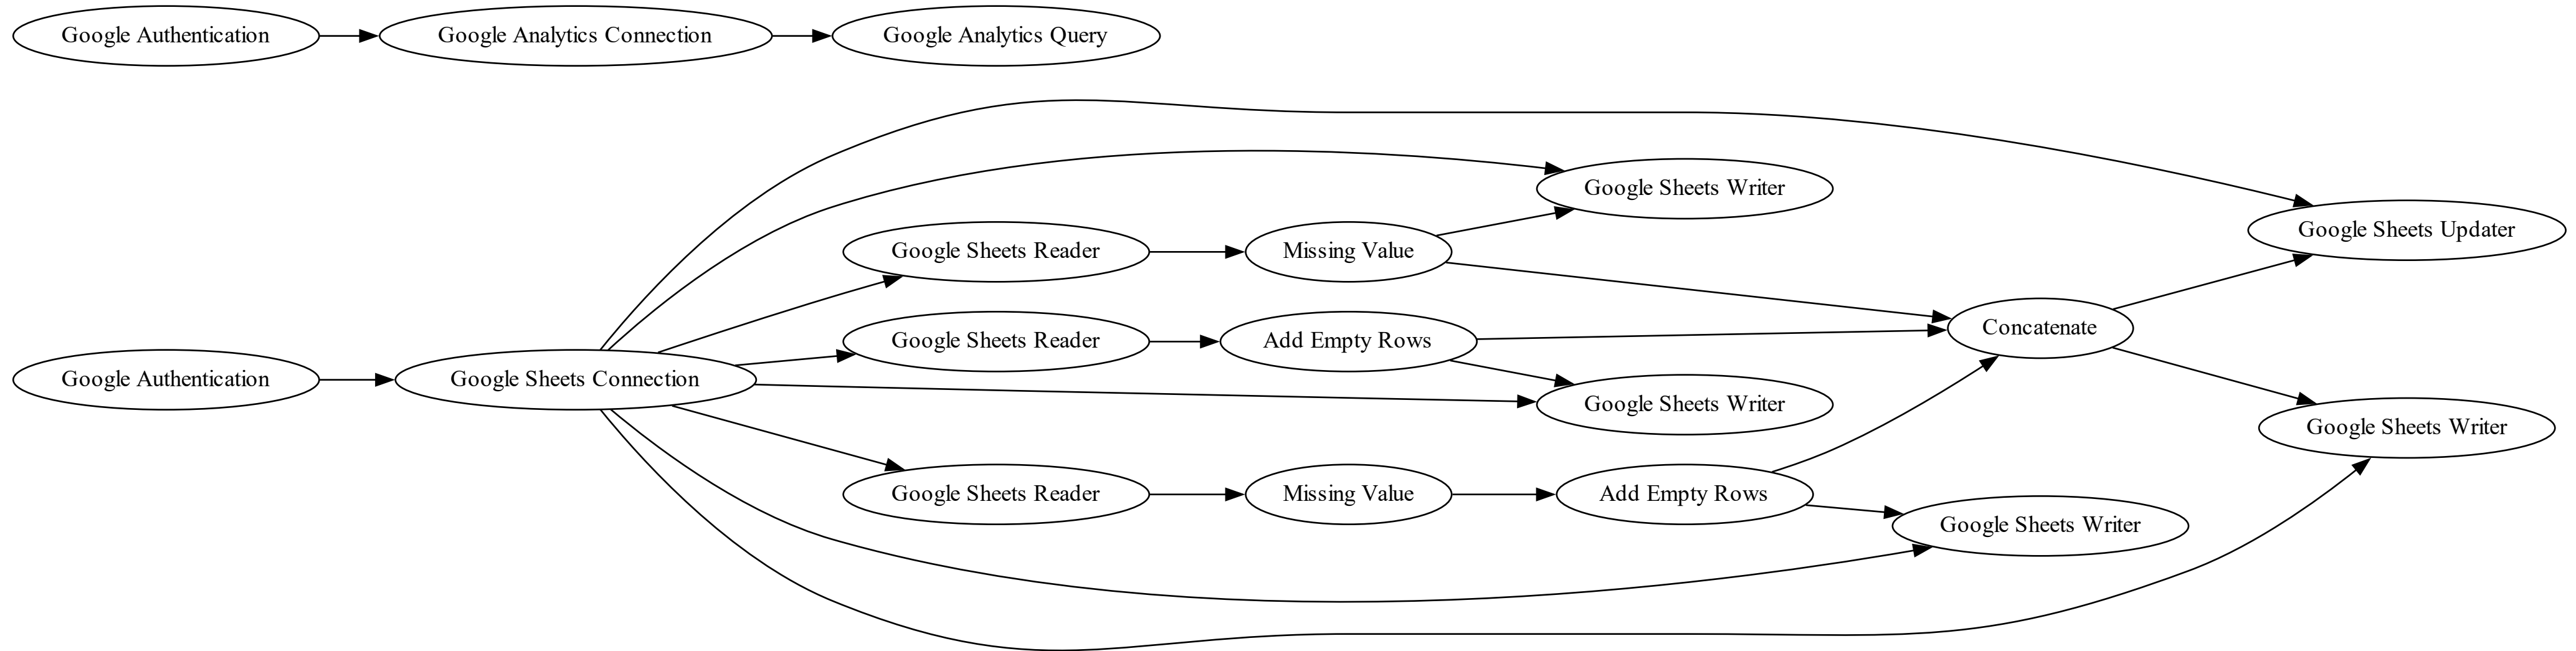 Google Authentication
Google Analytics Connection
Google Analytics Query
Google Sheets Writer
Google Sheets Updater
Google Sheets Reader
Missing Value
Concatenate
Google Sheets Reader
Add Empty Rows
Google Authentication
Google Sheets Connection
Google Sheets Writer
Google Sheets Writer
Google Sheets Reader
Missing Value
Add Empty Rows
Google Sheets Writer